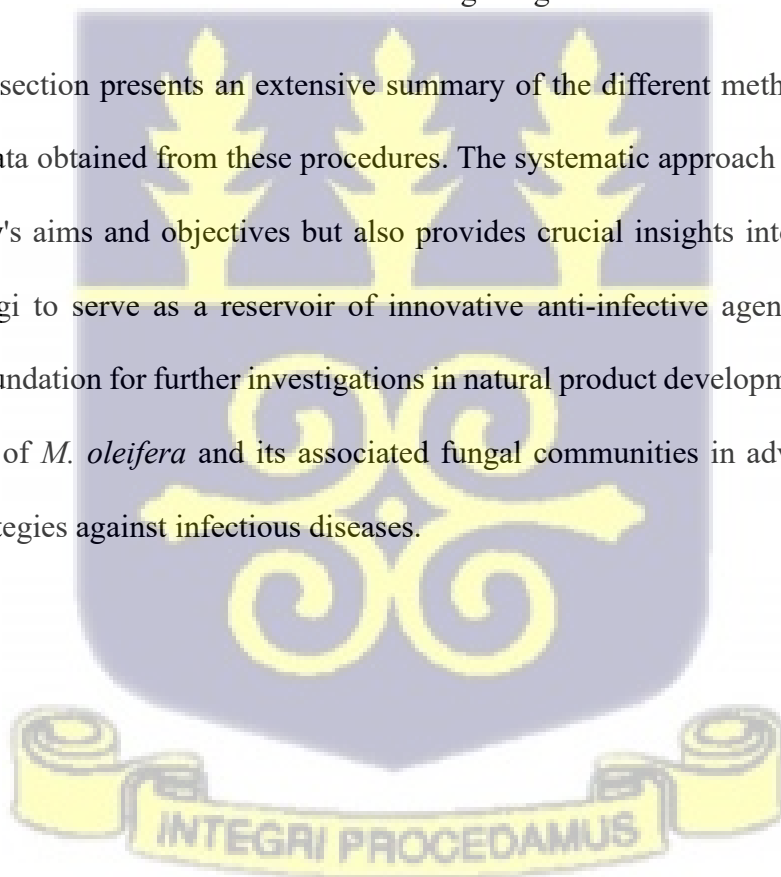 section presents an extensive summary of the different meth
ata obtained from these procedures. The systematic approach
's aims and objectives but also provides crucial insights int
gi to serve as a reservoir of innovative anti-infective agen
undation for further investigations in natural product developm
of M. oleifera and its associated fungal communities in adv
tegies against infectious diseases.
INTEGRI PROCEDAMUS